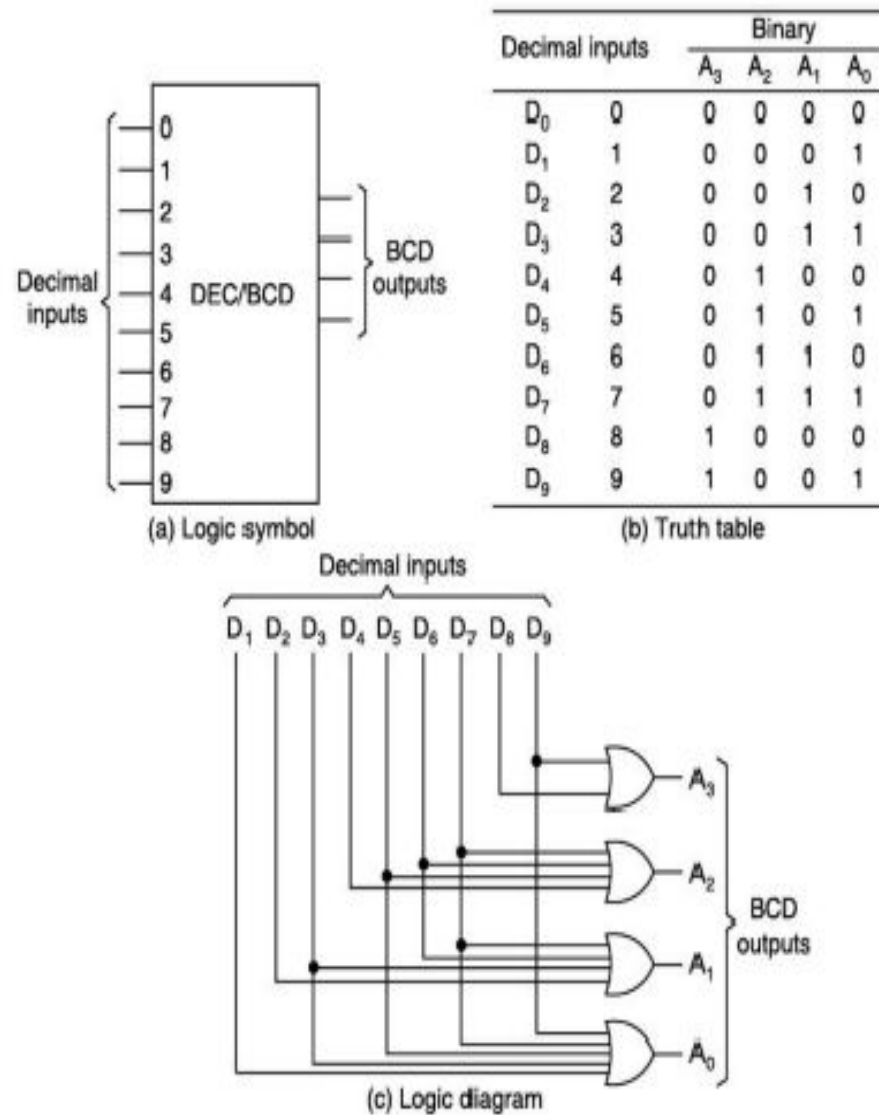 Decimal inputs
Binary
A₃ A₂ A₁ A₀
D₀ 0 0 0 0 0
D₁ 1 0 0 0 1
D₂ 2 0 0 1 0
D₃ 3 0 0 1 1
D₄ 4 0 1 0 0
D₅ 5 0 1 0 1
D₆ 6 0 1 1 0
D₇ 7 0 1 1 1
D₈ 8 1 0 0 0
D₉ 9 1 0 0 1
(b) Truth table
Decimal
inputs
0
1
2
3
4
5
6
7
8
9
DEC/BCD
BCD
outputs
(a) Logic symbol
Decimal inputs
D₁ D₂ D₃ D₄ D₅ D₆ D₇ D₈ D₉
A₃
A₂
A₁
A₀
BCD
outputs
(c) Logic diagram